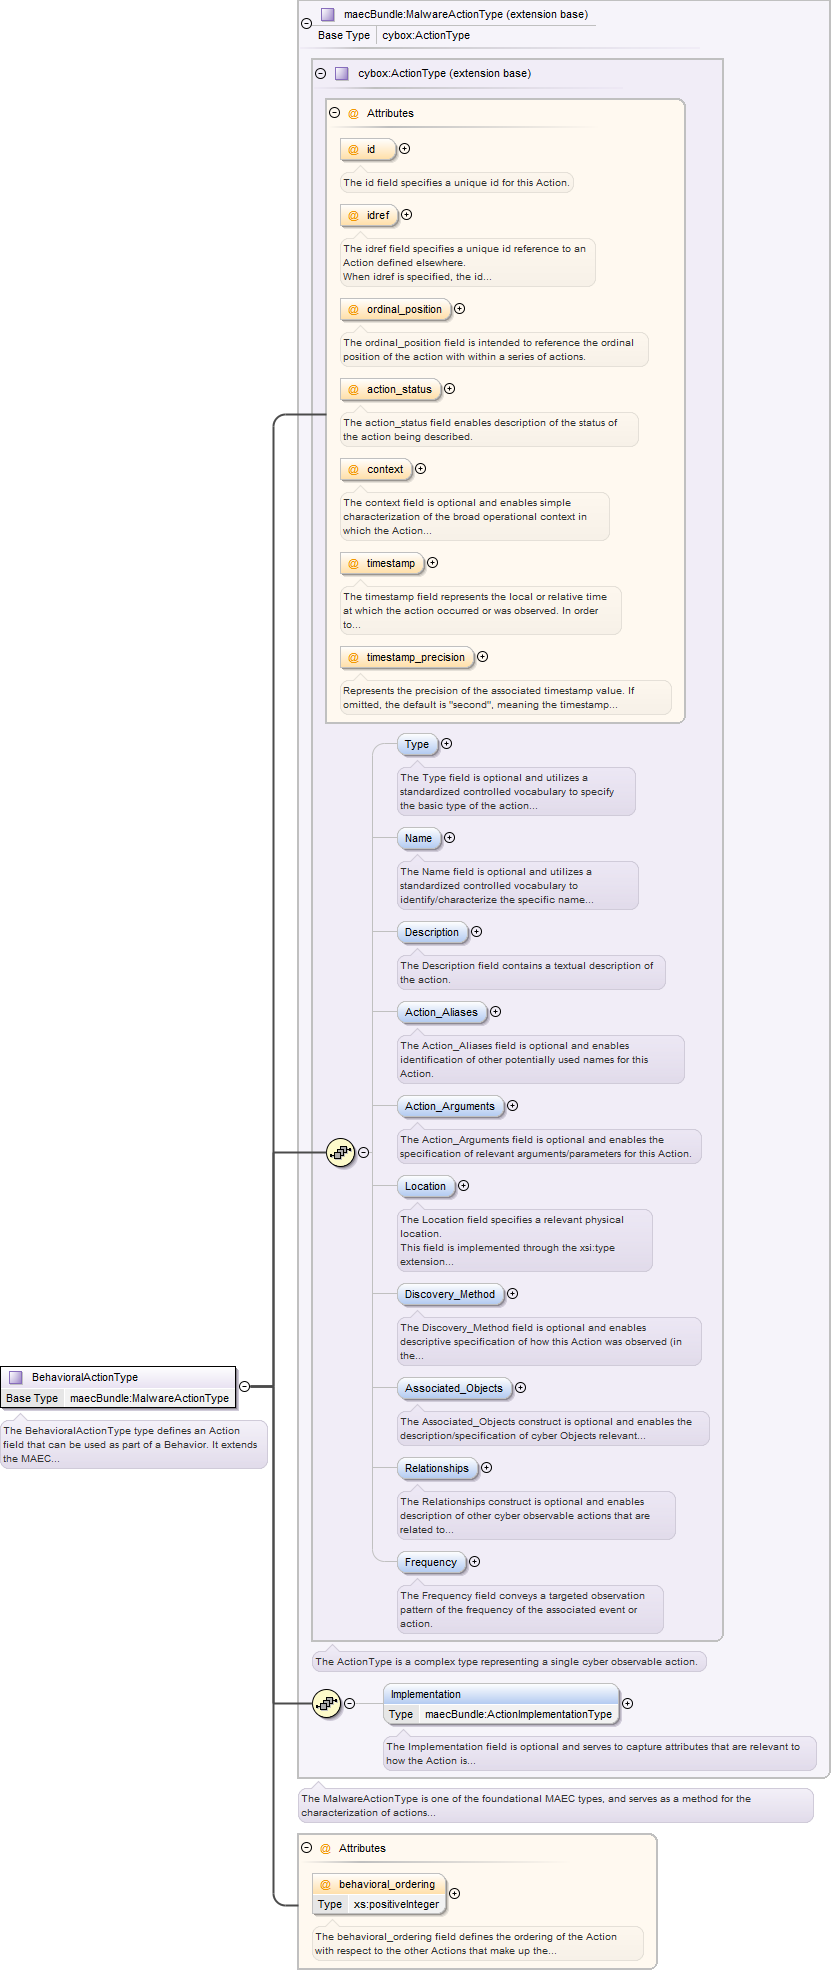 maecBundle:MalwareActionType (extension base)
Base Type cybox:ActionType
cybox:ActionType (extension base)
@ Attributes
@ id
The id field specifies a unique id for this Action.
@ idref
The idref field specifies a unique id reference to an
Action defined elsewhere.
When idref is specified, the id...
@ ordinal_position
The ordinal_position field is intended to reference the ordinal
position of the action with within a series of actions.
@ action_status
The action_status field enables description of the status of
the action being described.
@ context
The context field is optional and enables simple
characterization of the broad operational context in
which the Action...
@ timestamp
The timestamp field represents the local or relative time
at which the action occurred or was observed. In order
to...
@ timestamp_precision
Represents the precision of the associated timestamp value. If
omitted, the default is "second", meaning the timestamp...
Type
The Type field is optional and utilizes a
standardized controlled vocabulary to specify
the basic type of the action...
Name
The Name field is optional and utilizes a
standardized controlled vocabulary to
identify/characterize the specific name...
Description
The Description field contains a textual description of
the action.
Action_Aliases
The Action_Aliases field is optional and enables
identification of other potentially used names for this
Action.
Action_Arguments
The Action_Arguments field is optional and enables the
specification of relevant arguments/parameters for this Action.
Location
The Location field specifies a relevant physical
location.
This field is implemented through the xsi:type
extension...
Discovery_Method
The Discovery_Method field is optional and enables
descriptive specification of how this Action was observed (in
the...
BehavioralActionType
Base Type maecBundle:MalwareActionType
The BehavioralActionType type defines an Action
field that can be used as part of a Behavior. It extends
the MAEC...
Associated_Objects
The Associated_Objects construct is optional and enables the
description/specification of cyber Objects relevant...
Relationships
The Relationships construct is optional and enables
description of other cyber observable actions that are
related to...
Frequency
The Frequency field conveys a targeted observation
pattern of the frequency of the associated event or
action.
The ActionType is a complex type representing a single cyber observable action.
Implementation
Type maecBundle:ActionImplementationType
The Implementation field is optional and serves to capture attributes that are relevant to
how the Action is...
The MalwareActionType is one of the foundational MAEC types, and serves as a method for the
characterization of actions...
@ Attributes
@ behavioral_ordering
Type xs:positiveInteger
The behavioral_ordering field defines the ordering of the Action
with respect to the other Actions that make up the...